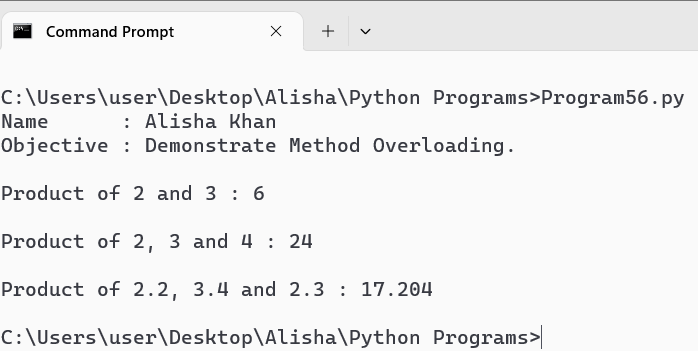 Command Prompt
C:\Users\user\Desktop\Alisha\Python Programs>Program56.py
Name      : Alisha Khan
Objective : Demonstrate Method Overloading.
Product of 2 and 3 : 6
Product of 2, 3 and 4 : 24
Product of 2.2, 3.4 and 2.3 : 17.204
C:\Users\user\Desktop\Alisha\Python Programs>